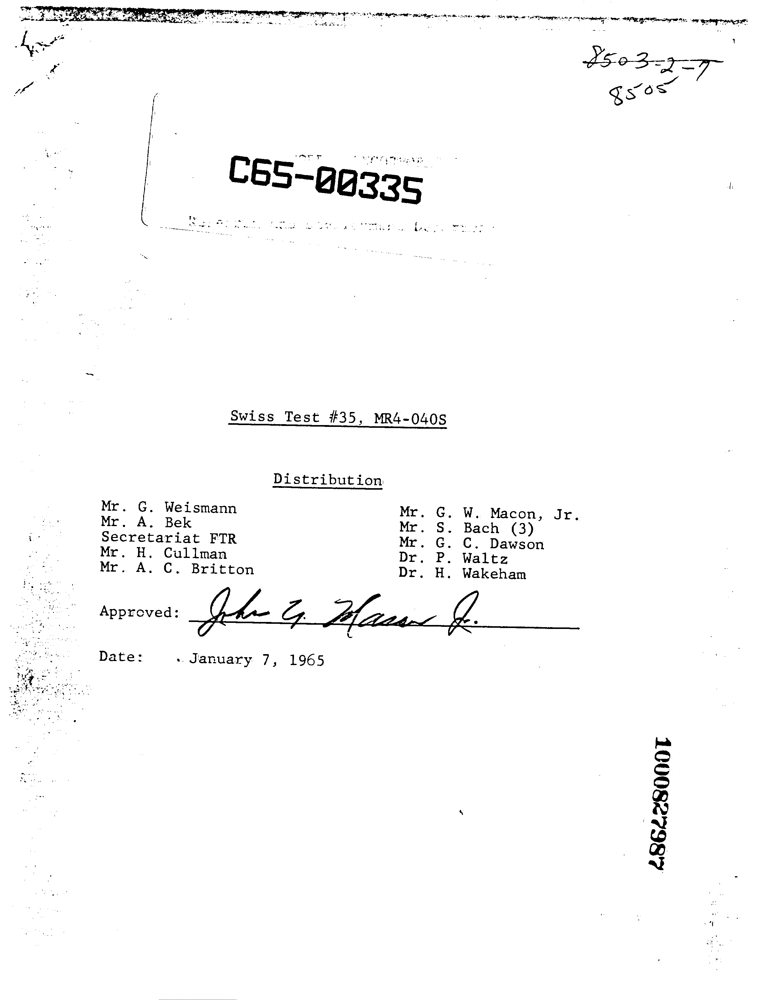 8503-2-7
8505
C65-00335
Swiss Test #35, MR4-040S
Distribution
Mr. G. Weismann
Mr. A. Bek
Secretariat FTR
Mr. H. Cullman
Mr. A. C. Britton
Mr. G. W. Macon, Jr.
Mr. S. Bach (3)
Mr. G. C. Dawson
Dr. P. Waltz
Dr. H. Wakeham
Approved: John G. Jr.
Date: January 7, 1965
1000827987